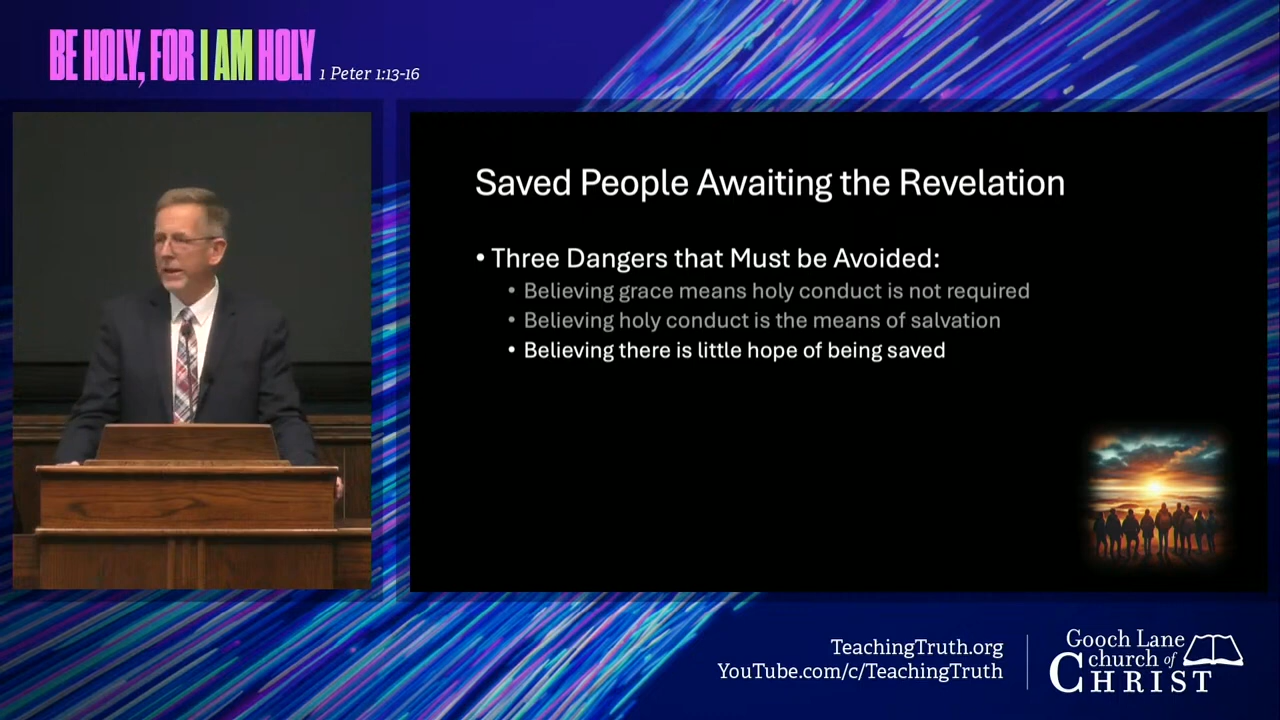 BE HOLY, FOR I AM HOLY 1 Peter 1:13-16
Saved People Awaiting the Revelation
• Three Dangers that Must be Avoided:
• Believing grace means holy conduct is not required
• Believing holy conduct is the means of salvation
• Believing there is little hope of being saved
TeachingTruth.org
YouTube.com/c/TeachingTruth
Gooch Lane
church of
CHRIST